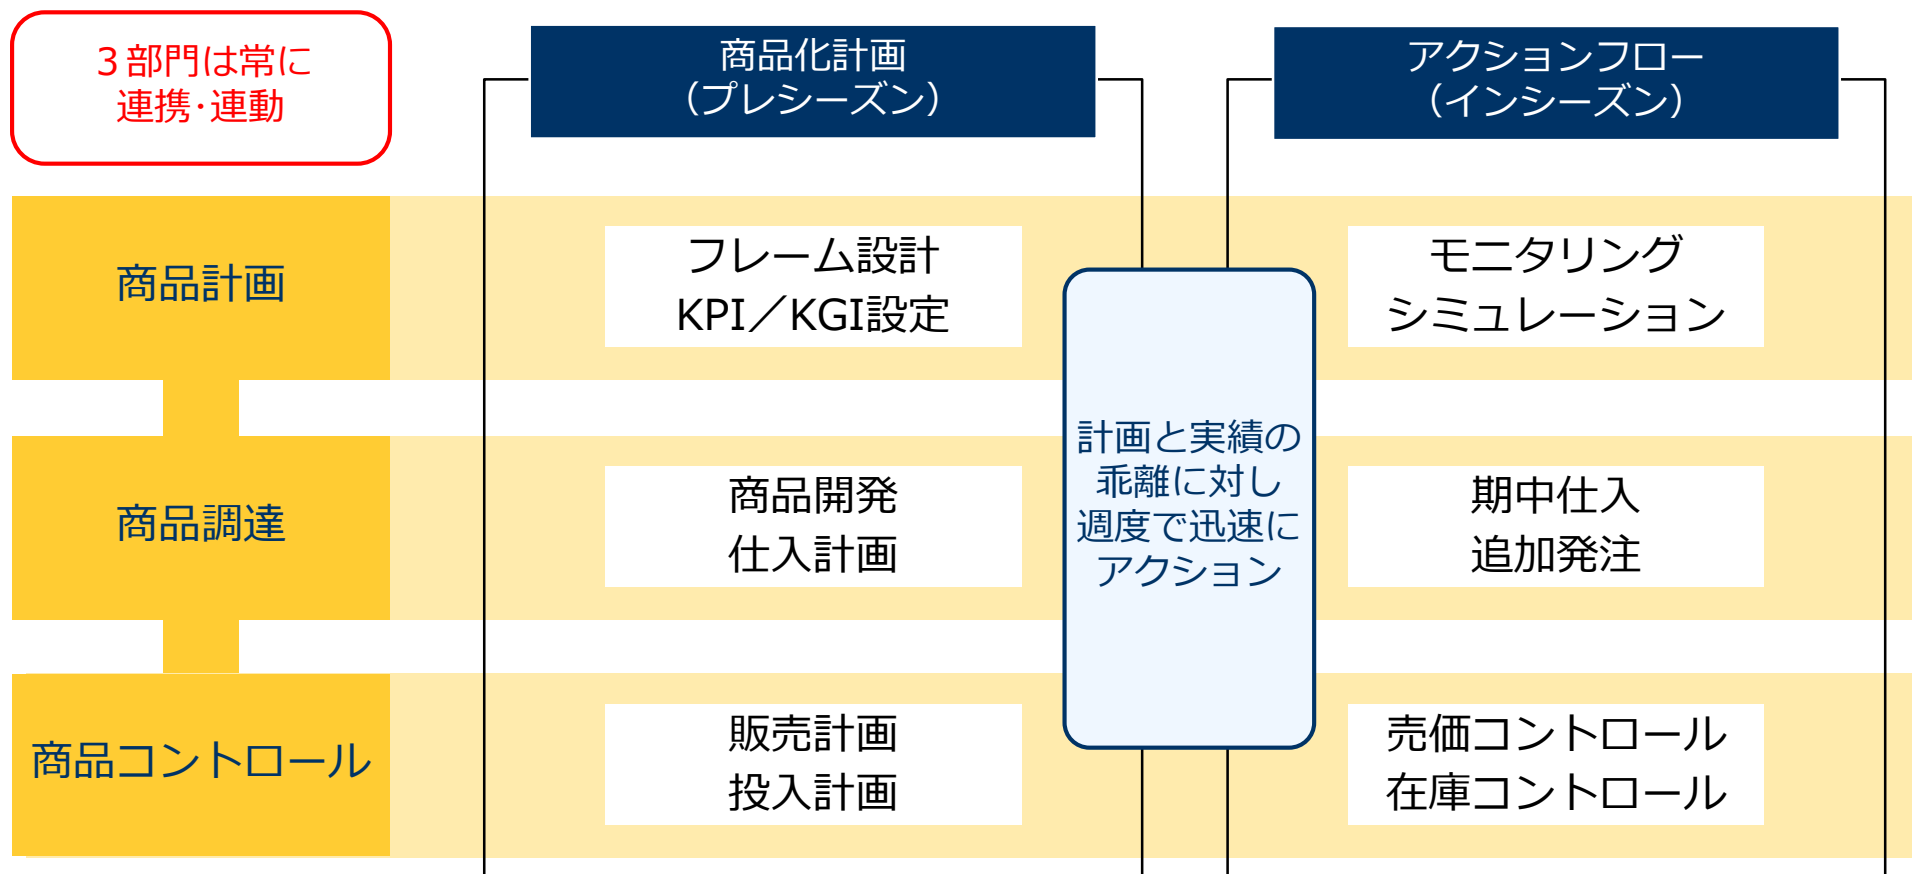 ３部門は常に
連携･連動
商品化計画
（プレシーズン）
アクションフロー
（インシーズン）
商品計画
フレーム設計
KPI／KGI設定
モニタリング
シミュレーション
計画と実績の
乖離に対し
週度で迅速に
アクション
商品調達
商品開発
仕入計画
期中仕入
追加発注
商品コントロール
販売計画
投入計画
売価コントロール
在庫コントロール